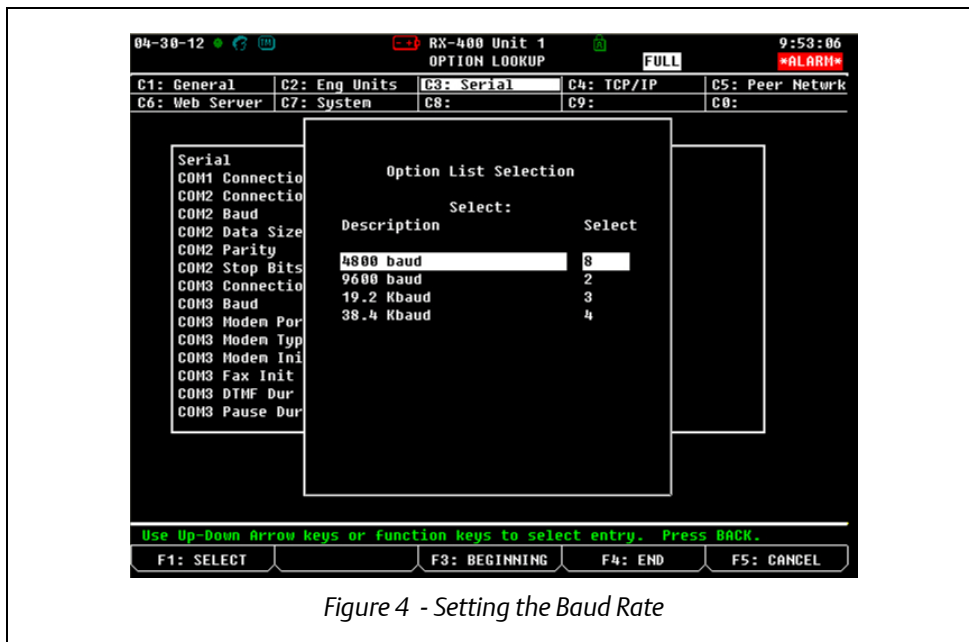 04-30-12 RX-400 Unit 1 9:53:06
OPTION LOOKUP FULL *ALARM*
C1: General C2: Eng Units C3: Serial C4: TCP/IP C5: Peer Netwrk
C6: Web Server C7: System C8: C9: C0:
Serial
COM1 Connectio
COM2 Connectio
COM2 Baud
COM2 Data Size
COM2 Parity
COM2 Stop Bits
COM3 Connectio
COM3 Baud
COM3 Modem Por
COM3 Modem Typ
COM3 Modem Ini
COM3 Fax Init
COM3 DTMF Dur
COM3 Pause Dur
Option List Selection
Select:
Description Select
4800 baud 8
9600 baud 2
19.2 Kbaud 3
38.4 Kbaud 4
Use Up-Down Arrow keys or function keys to select entry. Press BACK.
F1: SELECT F3: BEGINNING F4: END F5: CANCEL
Figure 4 - Setting the Baud Rate